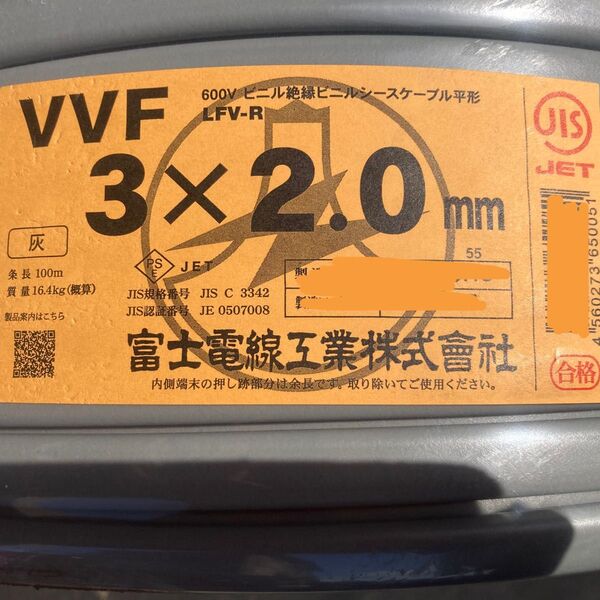 VVF
600V ビニル絶縁ビニルシースケーブル平形
LFV-R
3×2.0mm
JIS
JET
灰
条長 100m
質量 16.4kg(概算)
製品案内はこちら
PS
E
JET
JIS規格番号 JIS C 3342
JIS認証番号 JE 0507008
55
富士電線工業株式會社
内側端末の押し跡部分は余長です。取り除いてご使用ください。
4560273650051
合格